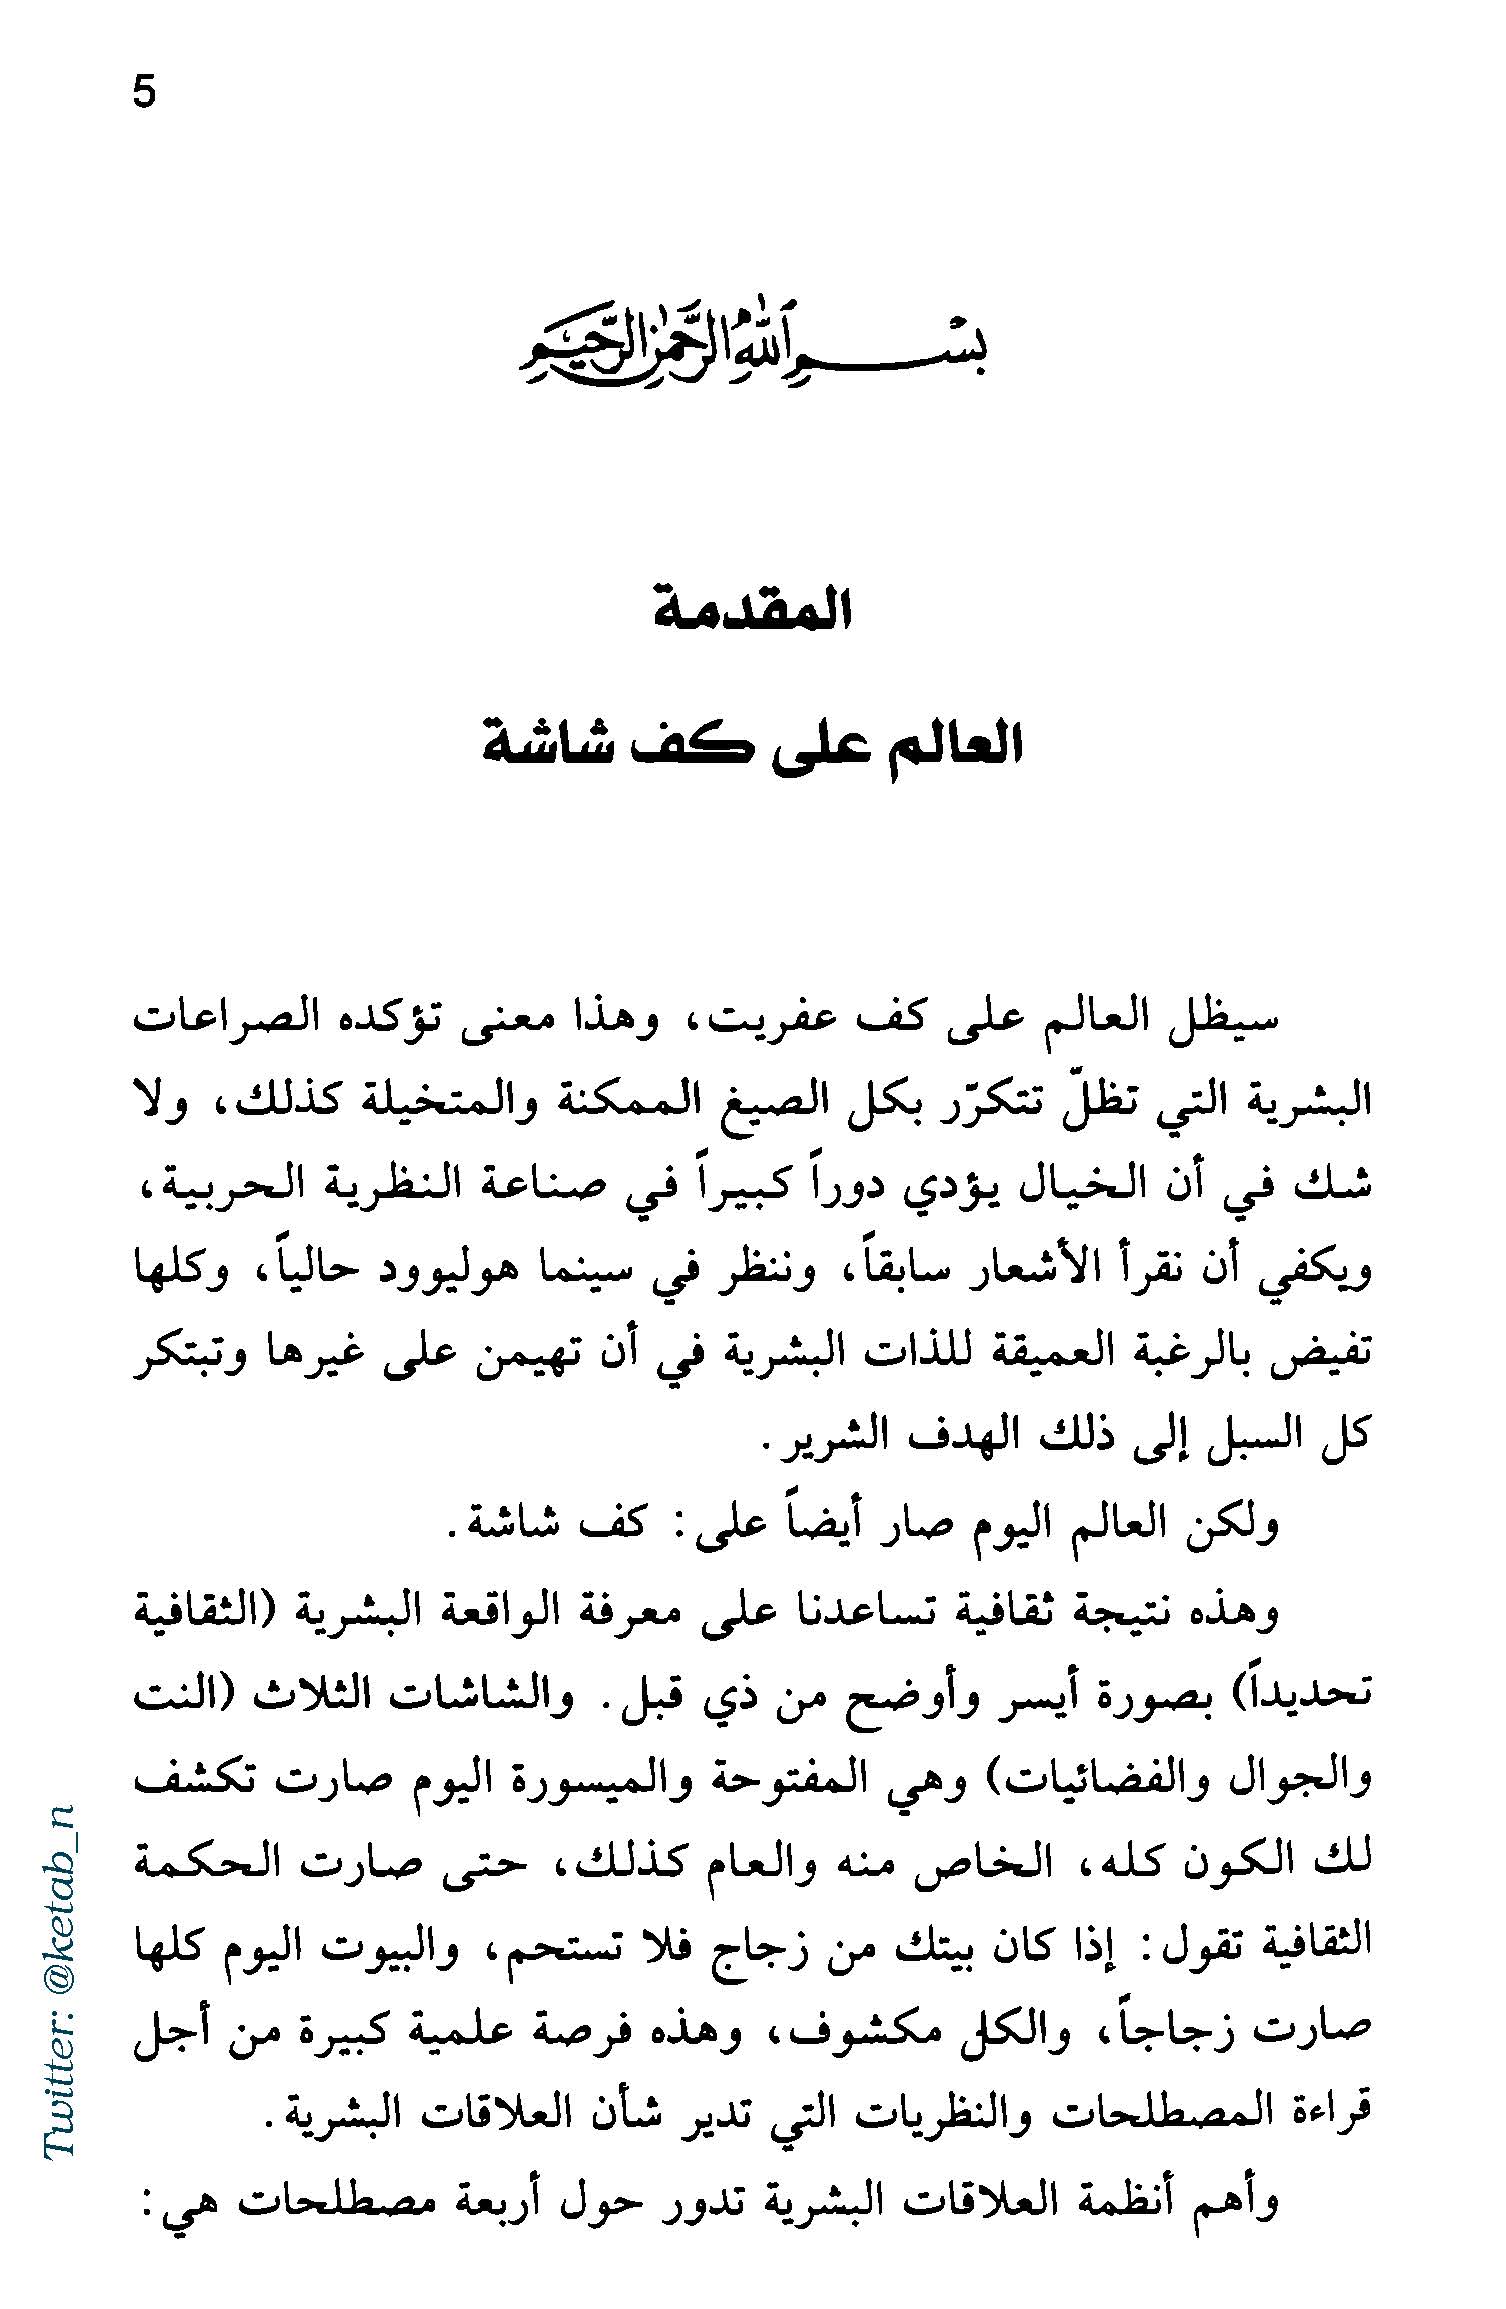 5
بسم الله الرحمن الرحيم
المقدمة
العالم على كف شاشة
سيظل العالم على كف عفريت، وهذا معنى تؤكده الصراعات
البشرية التي تظلّ تتكرّر بكل الصيغ الممكنة والمتخيلة كذلك، ولا
شك في أن الخيال يؤدي دوراً كبيراً في صناعة النظرية الحربية،
ويكفي أن نقرأ الأشعار سابقاً، وننظر في سينما هوليوود حالياً، وكلها
تفيض بالرغبة العميقة للذات البشرية في أن تهيمن على غيرها وتبتكر
كل السبل إلى ذلك الهدف الشرير.
ولكن العالم اليوم صار أيضاً على: كف شاشة.
وهذه نتيجة ثقافية تساعدنا على معرفة الواقعة البشرية (الثقافية
تحديداً) بصورة أيسر وأوضح من ذي قبل. والشاشات الثلاث (النت
والجوال والفضائيات) وهي المفتوحة والميسورة اليوم صارت تكشف
لك الكون كله، الخاص منه والعام كذلك، حتى صارت الحكمة
الثقافية تقول: إذا كان بيتك من زجاج فلا تستحم، والبيوت اليوم كلها
صارت زجاجاً، والكل مكشوف، وهذه فرصة علمية كبيرة من أجل
قراءة المصطلحات والنظريات التي تدير شأن العلاقات البشرية.
وأهم أنظمة العلاقات البشرية تدور حول أربعة مصطلحات هي:
Twitter: @ketab_n